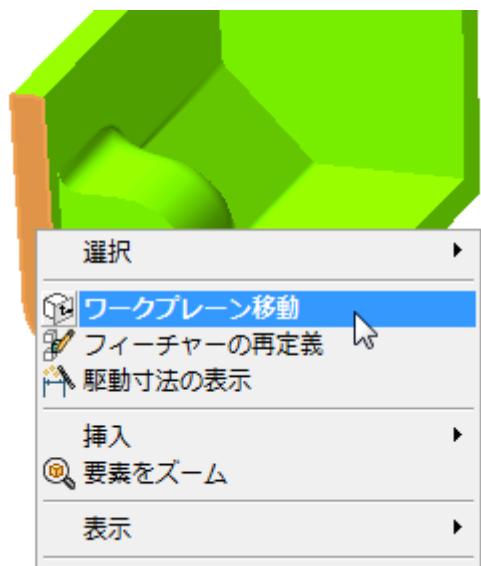 選択
ワークプレーン移動
フィーチャーの再定義
駆動寸法の表示
挿入
要素をズーム
表示